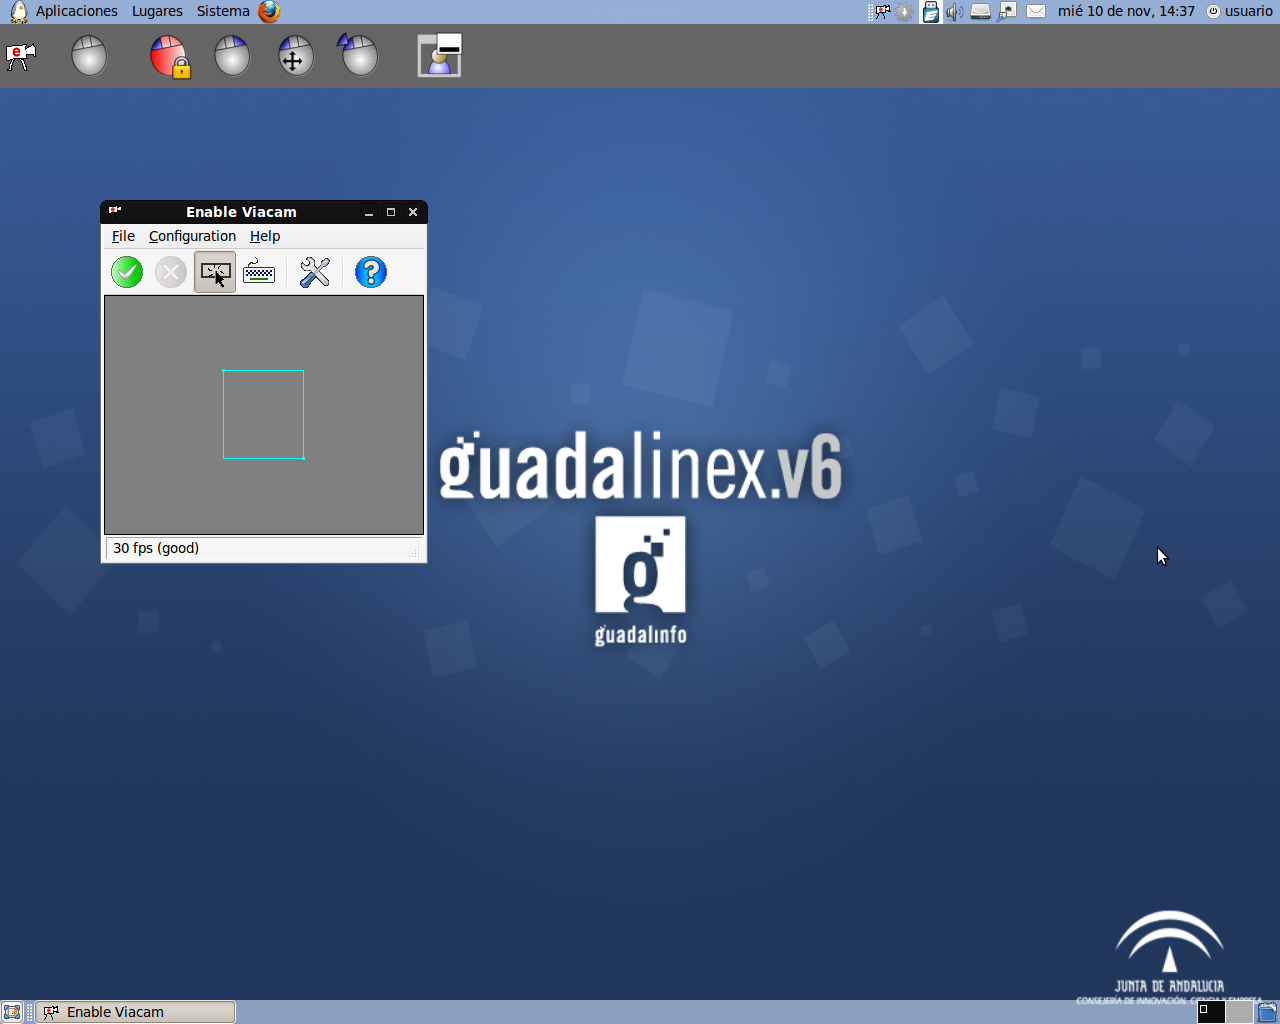 Aplicaciones Lugares Sistema mié 10 de nov, 14:37 usuario
e
Enable Viacam
File Configuration Help
30 fps (good)
guadalinex.v6
g
guadalinfo
JUNTA DE ANDALUCIA
CONSEJERÍA DE INNOVACIÓN, CIENCIA Y EMPRESA
Enable Viacam